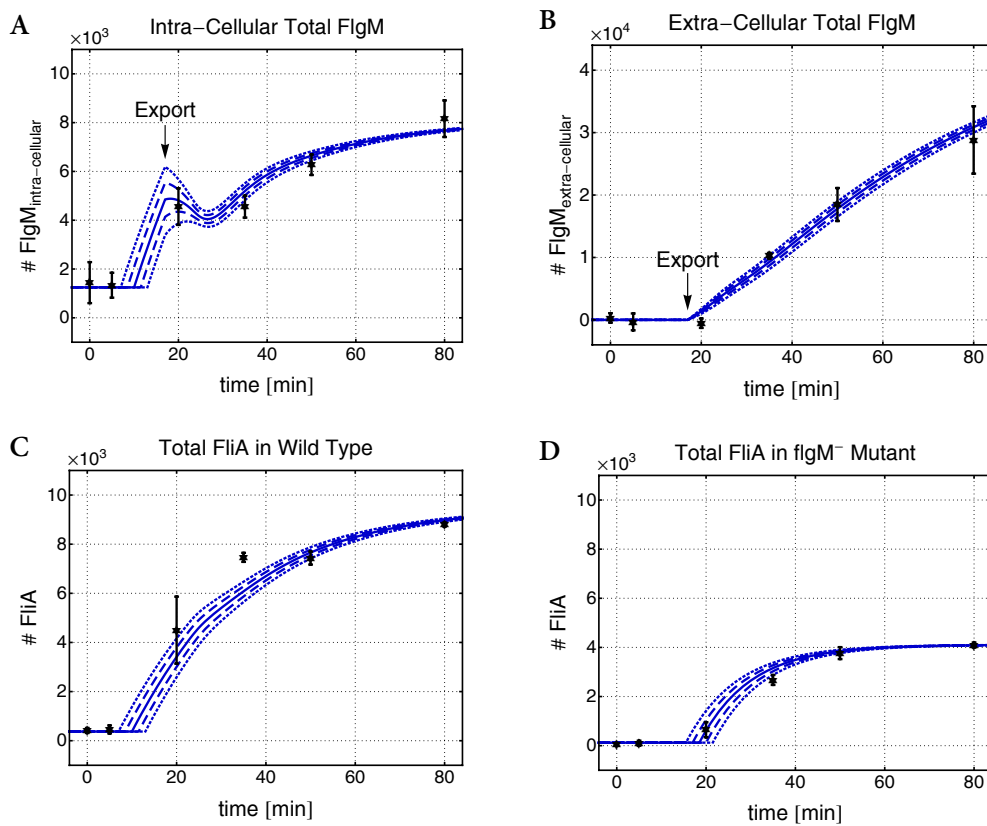 A
Intra−Cellular Total FlgM
×10³
10
8
6
4
2
0
Export
# FlgM intra−cellular
0 20 40 60 80
time [min]
B
Extra−Cellular Total FlgM
×10⁴
4
3
2
1
0
Export
# FlgM extra−cellular
0 20 40 60 80
time [min]
C
Total FliA in Wild Type
×10³
10
8
6
4
2
0
# FliA
0 20 40 60 80
time [min]
D
Total FliA in flgM⁻ Mutant
×10³
10
8
6
4
2
0
# FliA
0 20 40 60 80
time [min]